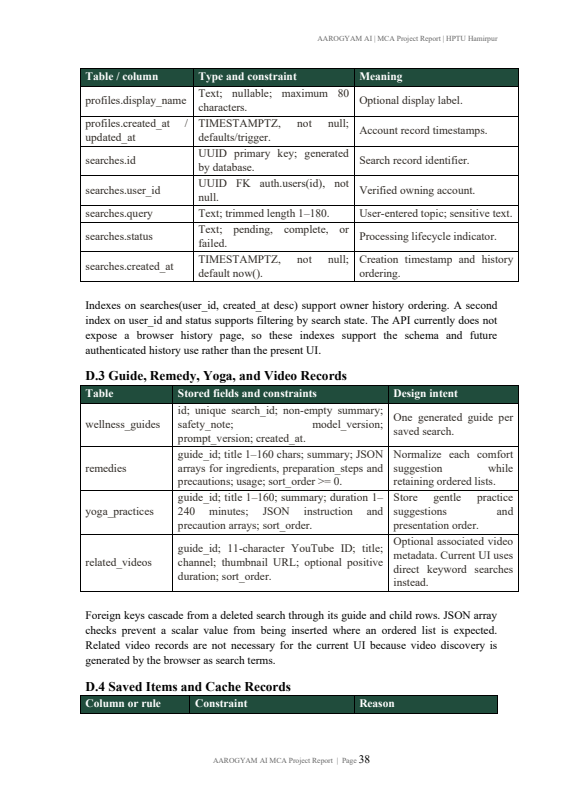 AAROGYAM AI | MCA Project Report | HPTU Hamirpur
Table / column Type and constraint Meaning
profiles.display_name Text; nullable; maximum 80 characters. Optional display label.
profiles.created_at / updated_at TIMESTAMPTZ, not null; defaults/trigger. Account record timestamps.
searches.id UUID primary key; generated by database. Search record identifier.
searches.user_id UUID FK auth.users(id), not null. Verified owning account.
searches.query Text; trimmed length 1–180. User-entered topic; sensitive text.
searches.status Text; pending, complete, or failed. Processing lifecycle indicator.
searches.created_at TIMESTAMPTZ, not null; default now(). Creation timestamp and history ordering.
Indexes on searches(user_id, created_at desc) support owner history ordering. A second
index on user_id and status supports filtering by search state. The API currently does not
expose a browser history page, so these indexes support the schema and future
authenticated history use rather than the present UI.
D.3 Guide, Remedy, Yoga, and Video Records
Table Stored fields and constraints Design intent
wellness_guides id; unique search_id; non-empty summary; safety_note; model_version; prompt_version; created_at. One generated guide per saved search.
remedies guide_id; title 1–160 chars; summary; JSON arrays for ingredients, preparation_steps and precautions; usage; sort_order >= 0. Normalize each comfort suggestion while retaining ordered lists.
yoga_practices guide_id; title 1–160; summary; duration 1–240 minutes; JSON instruction and precaution arrays; sort_order. Store gentle practice suggestions and presentation order.
related_videos guide_id; 11-character YouTube ID; title; channel; thumbnail URL; optional positive duration; sort_order. Optional associated video metadata. Current UI uses direct keyword searches instead.
Foreign keys cascade from a deleted search through its guide and child rows. JSON array
checks prevent a scalar value from being inserted where an ordered list is expected.
Related video records are not necessary for the current UI because video discovery is
generated by the browser as search terms.
D.4 Saved Items and Cache Records
Column or rule Constraint Reason
AAROGYAM AI MCA Project Report | Page 38